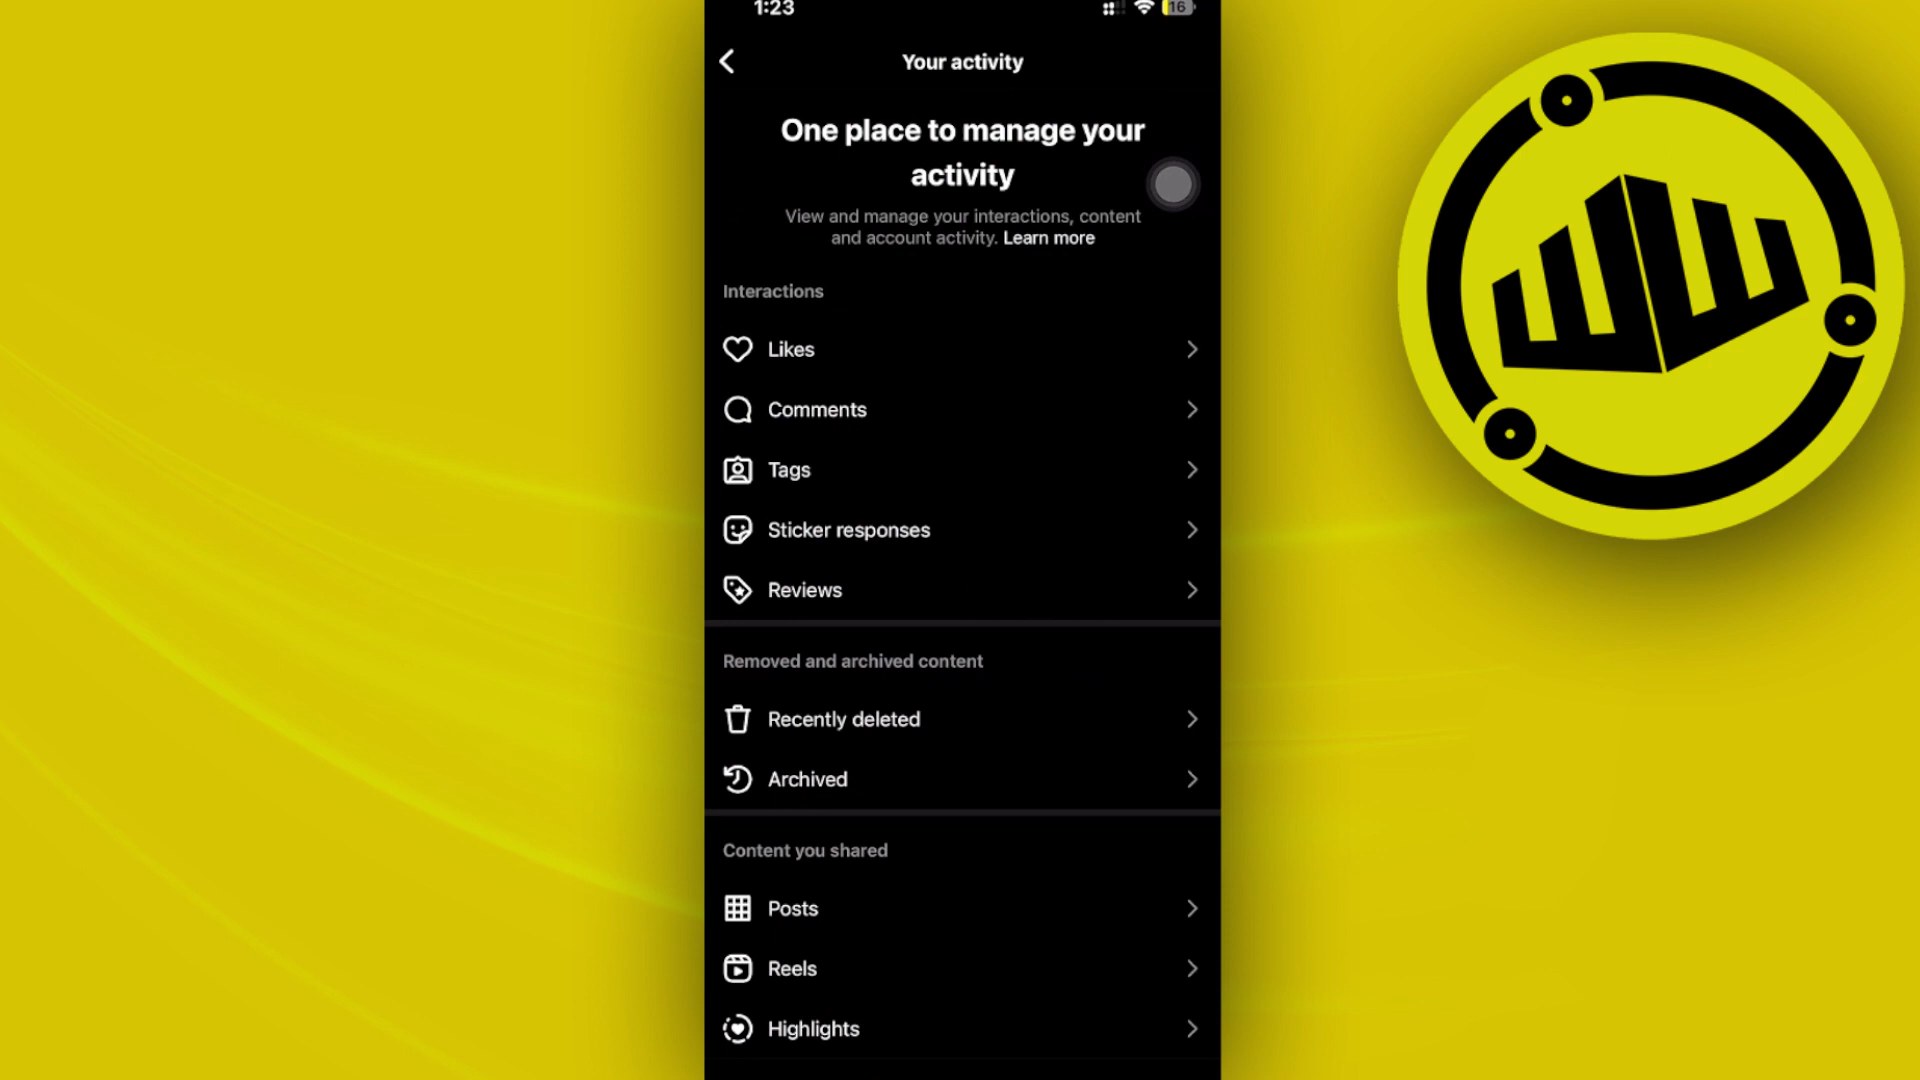 1:23
16
Your activity
One place to manage your
activity
View and manage your interactions, content
and account activity. Learn more
Interactions
Likes
Comments
Tags
Sticker responses
Reviews
Removed and archived content
Recently deleted
Archived
Content you shared
Posts
Reels
Highlights